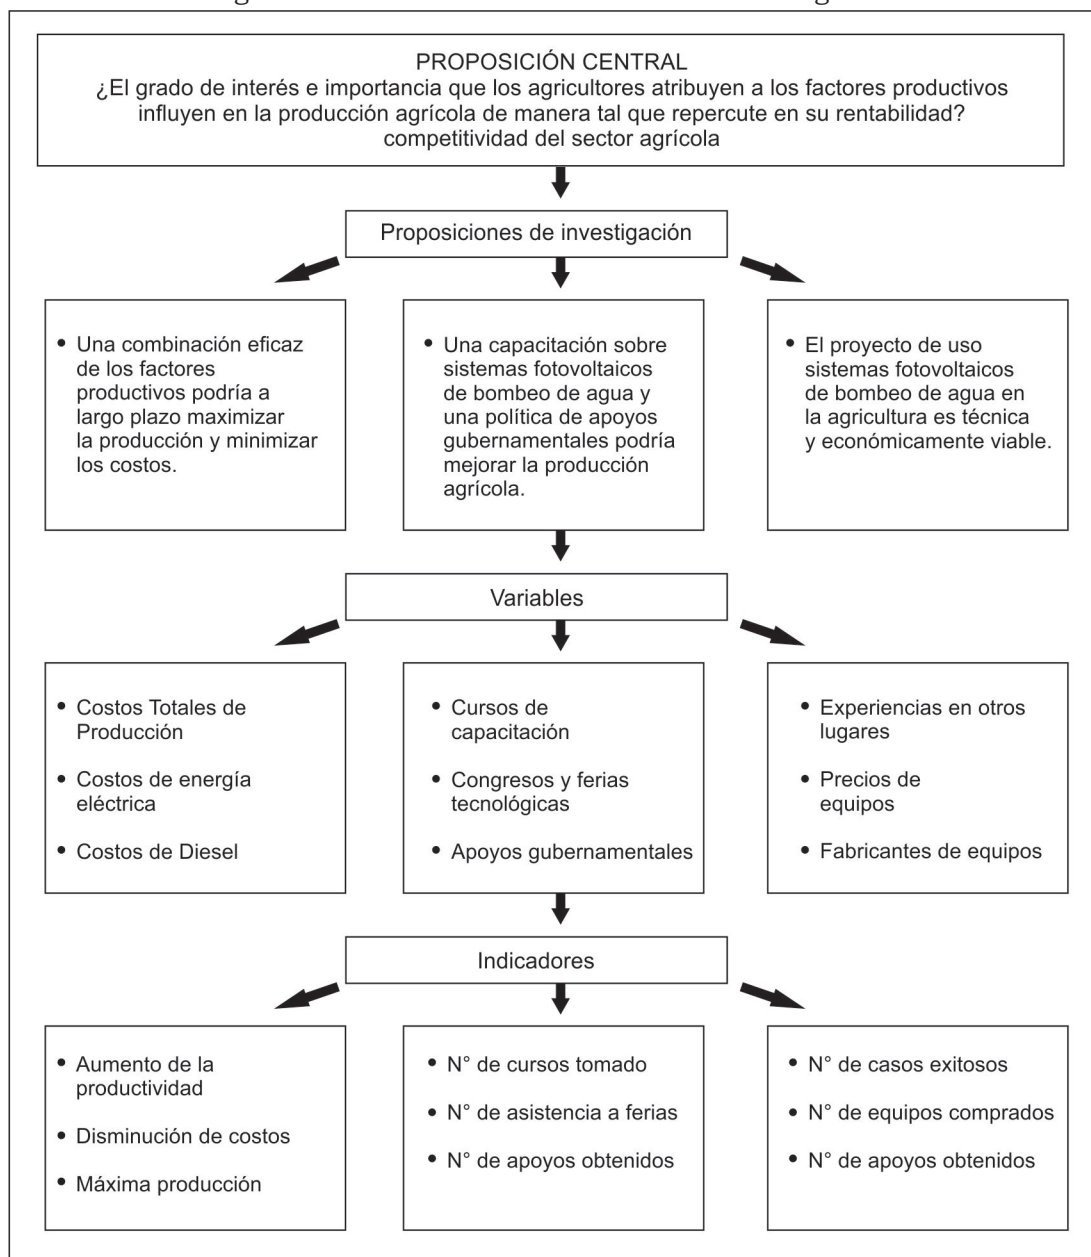 PROPOSICIÓN CENTRAL
¿El grado de interés e importancia que los agricultores atribuyen a los factores productivos
influyen en la producción agrícola de manera tal que repercute en su rentabilidad?
competitividad del sector agrícola
Proposiciones de investigación
• Una combinación eficaz
de los factores
productivos podría a
largo plazo maximizar
la producción y minimizar
los costos.
• Una capacitación sobre
sistemas fotovoltaicos
de bombeo de agua y
una política de apoyos
gubernamentales podría
mejorar la producción
agrícola.
• El proyecto de uso
sistemas fotovoltaicos
de bombeo de agua en
la agricultura es técnica
y económicamente viable.
Variables
• Costos Totales de
Producción
• Costos de energía
eléctrica
• Costos de Diesel
• Cursos de
capacitación
• Congresos y ferias
tecnológicas
• Apoyos gubernamentales
• Experiencias en otros
lugares
• Precios de
equipos
• Fabricantes de equipos
Indicadores
• Aumento de la
productividad
• Disminución de costos
• Máxima producción
• N° de cursos tomado
• N° de asistencia a ferias
• N° de apoyos obtenidos
• N° de casos exitosos
• N° de equipos comprados
• N° de apoyos obtenidos